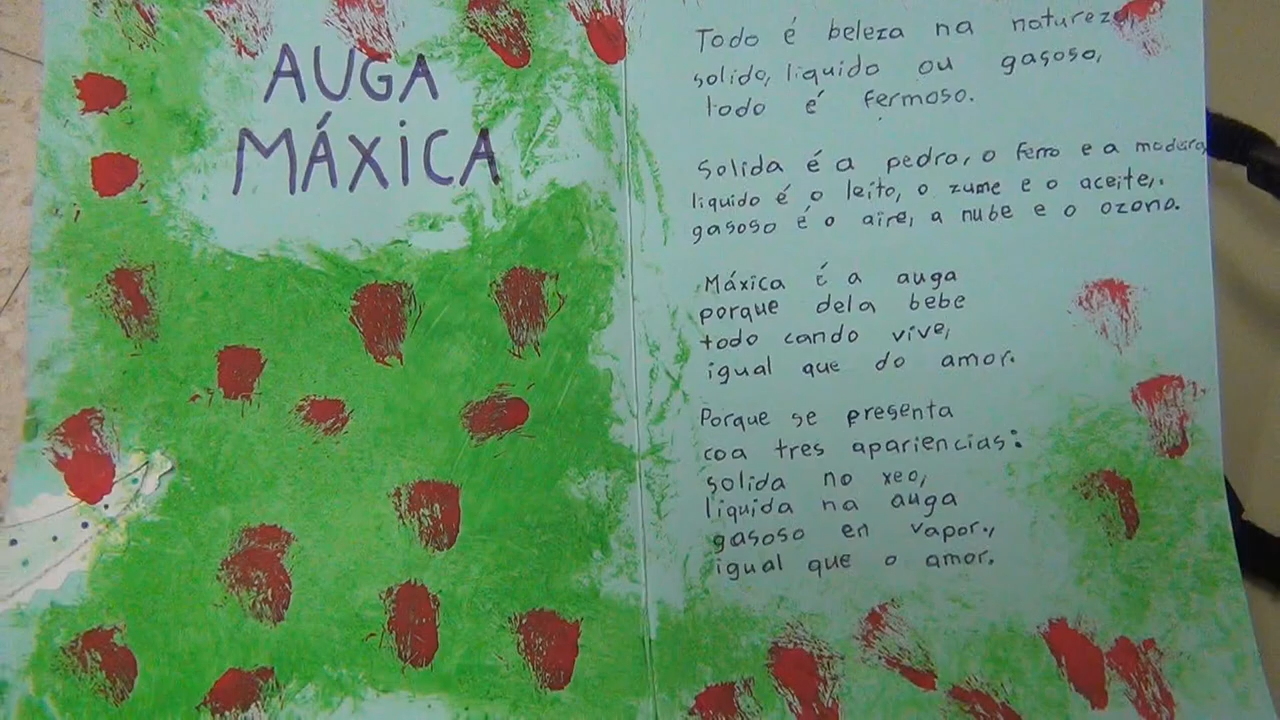 AUGA
MÁXICA
Todo é beleza na natureza,
solido, liquido ou gasoso,
todo é fermoso.
Solida é a pedra, o ferro e a madeira,
liquido é o leito, o zume e o aceite,.
gasoso é o aire, a nube e o ozono.
Máxica é a auga
porque dela bebe
todo cando vive,
igual que do amor.
Porque se presenta
coa tres apariencias:
solida no xeo,
liquida na auga
gasoso en vapor.,
igual que o amor.